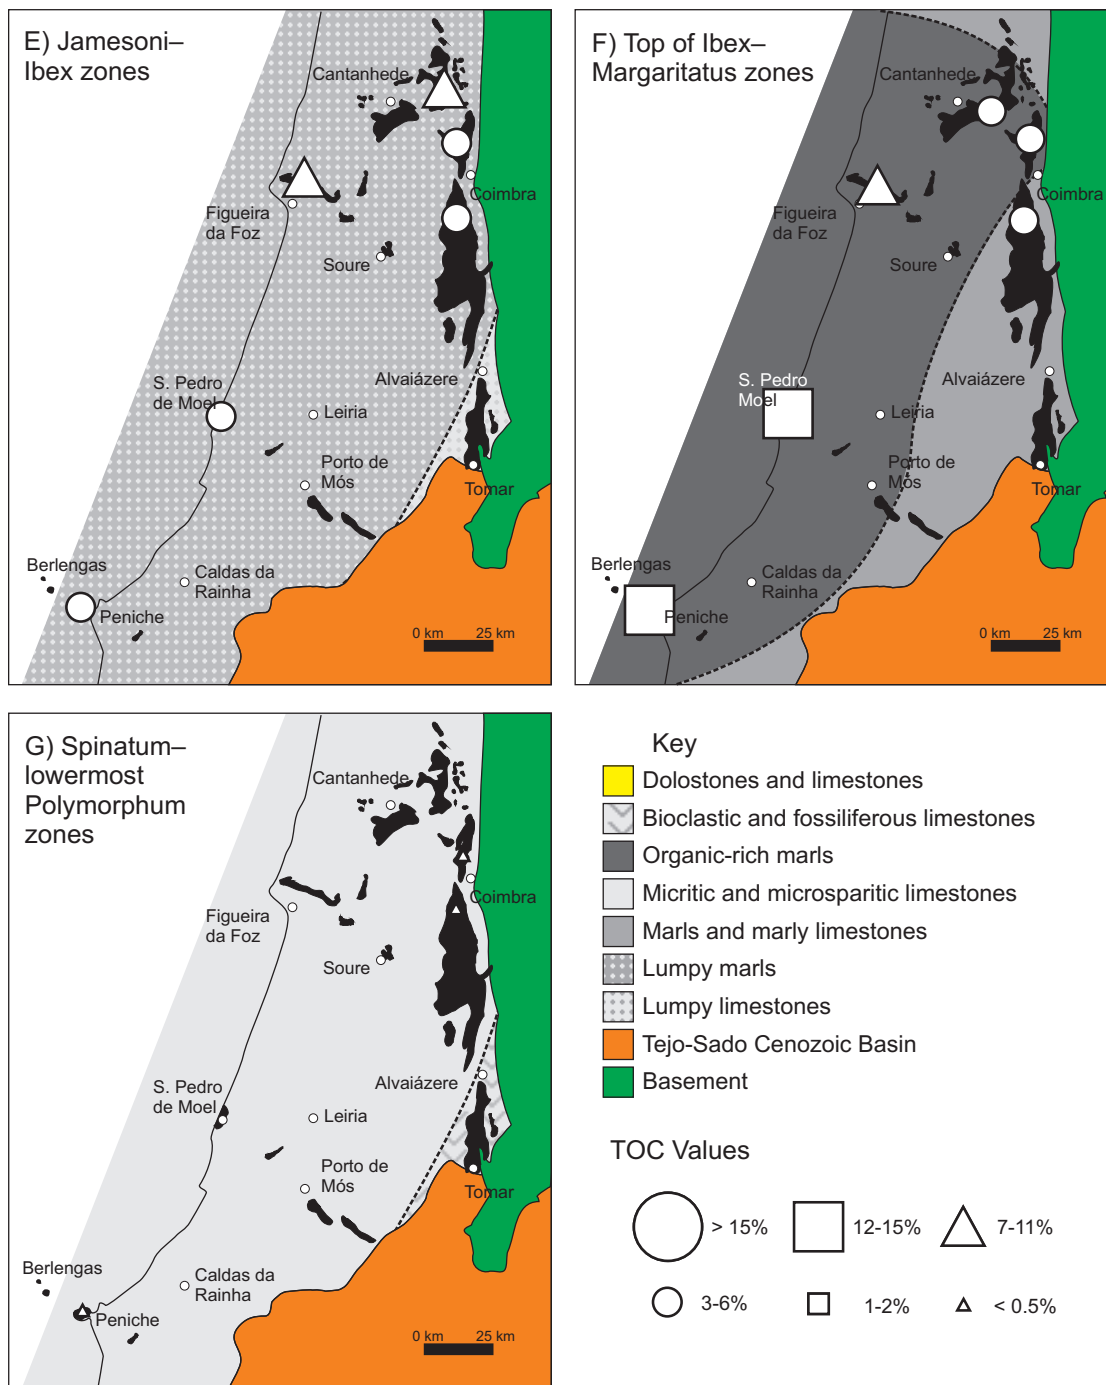 E) Jamesoni–
Ibex zones
Cantanhede
Coimbra
Figueira
da Foz
Soure
Alvaiázere
S. Pedro
de Moel
Leiria
Porto de
Mós
Tomar
Berlengas
Caldas da
Rainha
Peniche
0 km 25 km
F) Top of Ibex–
Margaritatus zones
Cantanhede
Coimbra
Figueira
da Foz
Soure
Alvaiázere
S. Pedro
Moel
Leiria
Porto de
Mós
Tomar
Berlengas
Caldas da
Rainha
Peniche
0 km 25 km
G) Spinatum–
lowermost
Polymorphum
zones
Cantanhede
Coimbra
Figueira
da Foz
Soure
Alvaiázere
S. Pedro
de Moel
Leiria
Porto de
Mós
Tomar
Berlengas
Caldas da
Rainha
Peniche
0 km 25 km
Key
Dolostones and limestones
Bioclastic and fossiliferous limestones
Organic-rich marls
Micritic and microsparitic limestones
Marls and marly limestones
Lumpy marls
Lumpy limestones
Tejo-Sado Cenozoic Basin
Basement
TOC Values
> 15% 12-15% 7-11%
3-6% 1-2% < 0.5%